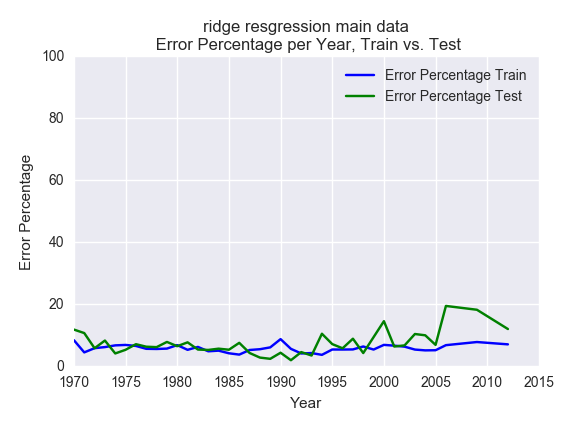 ridge resgression main data
Error Percentage per Year, Train vs. Test
100
80
60
40
20
0
Error Percentage
Error Percentage Train
Error Percentage Test
1970 1975 1980 1985 1990 1995 2000 2005 2010 2015
Year